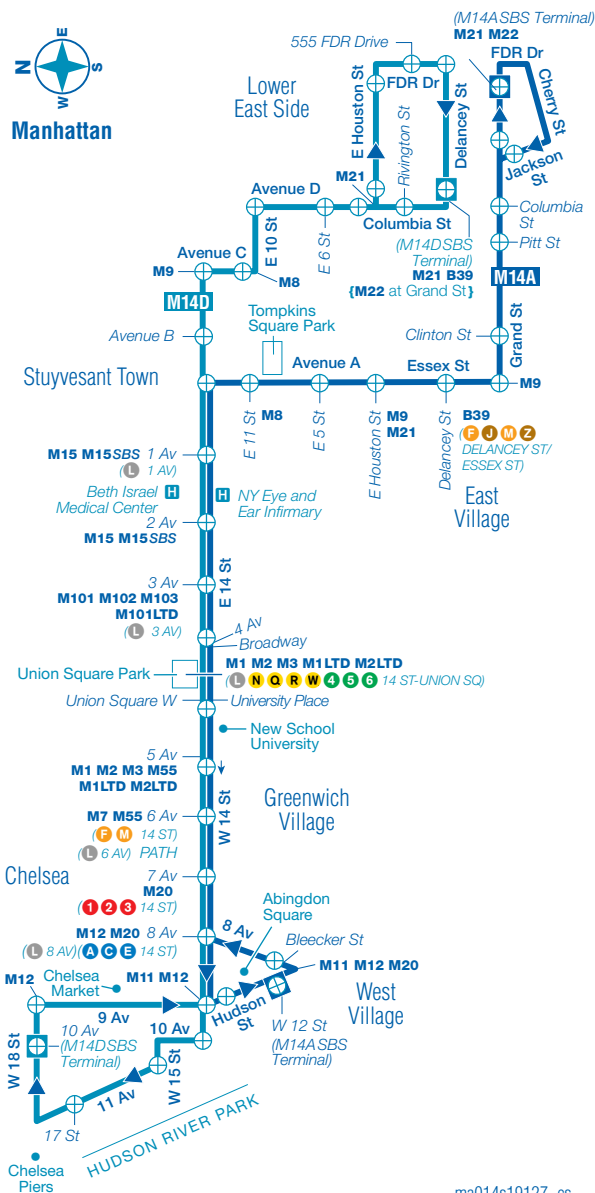 N
E
S
W
Manhattan
(M14ASBS Terminal)
M21 M22
FDR Dr
Cherry St
Jackson
St
555 FDR Drive
FDR Dr
Lower
East Side
E Houston St
Rivington St
Delancey St
M21
Avenue D
Columbia St
E 10 St
E 6 St
(M14DSBS
Terminal)
M21 B39
{M22 at Grand St}
Columbia
St
Pitt St
M14A
Avenue C
M9
M8
M14D
Tompkins
Square Park
Avenue B
Clinton St
Grand St
Stuyvesant Town
Avenue A
Essex St
M9
E 11 St
M8
E 5 St
E Houston St
M9
M21
Delancey St
B39
(F J M Z
DELANCEY ST/
ESSEX ST)
East
Village
M15 M15SBS 1 Av
(L 1 AV)
Beth Israel H
Medical Center
H NY Eye and
Ear Infirmary
2 Av
M15 M15SBS
E 14 St
3 Av
M101 M102 M103
M101LTD
(L 3 AV)
4 Av
Broadway
Union Square Park
M1 M2 M3 M1LTD M2LTD
(L N Q R W 4 5 6 14 ST-UNION SQ)
Union Square W
University Place
New School
University
5 Av
M1 M2 M3 M55
M1LTD M2LTD
W 14 St
Greenwich
Village
M7 M55 6 Av
(F M 14 ST)
(L 6 AV) PATH
Chelsea
7 Av
M20
(1 2 3 14 ST)
Abingdon
Square
M12 M20 8 Av
(L 8 AV)(A C E 14 ST)
8 Av
Bleecker St
M11 M12 M20
West
Village
M12
Chelsea
Market
M11 M12
9 Av
Hudson
St
W 12 St
(M14ASBS
Terminal)
10 Av
(M14DSBS
Terminal)
10 Av
W 18 St
W 15 St
11 Av
17 St
HUDSON RIVER PARK
Chelsea
Piers